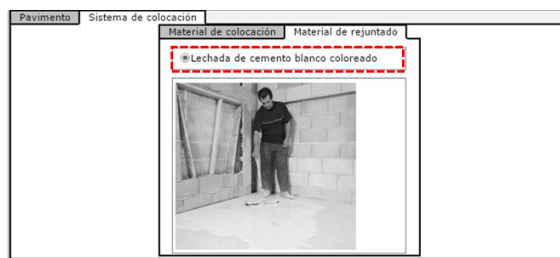 Pavimento Sistema de colocación
Material de colocación Material de rejuntado
Lechada de cemento blanco coloreado